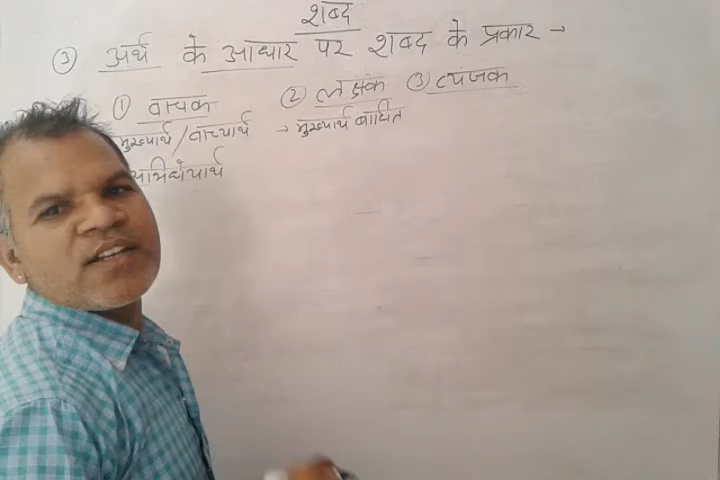 शब्द
③ अर्थ के आधार पर शब्द के प्रकार →
① वाचक ② लक्षक ③ व्यंजक
मुख्यार्थ / वाच्यार्थ → मुख्यार्थ बाधित
अभिधेयार्थ